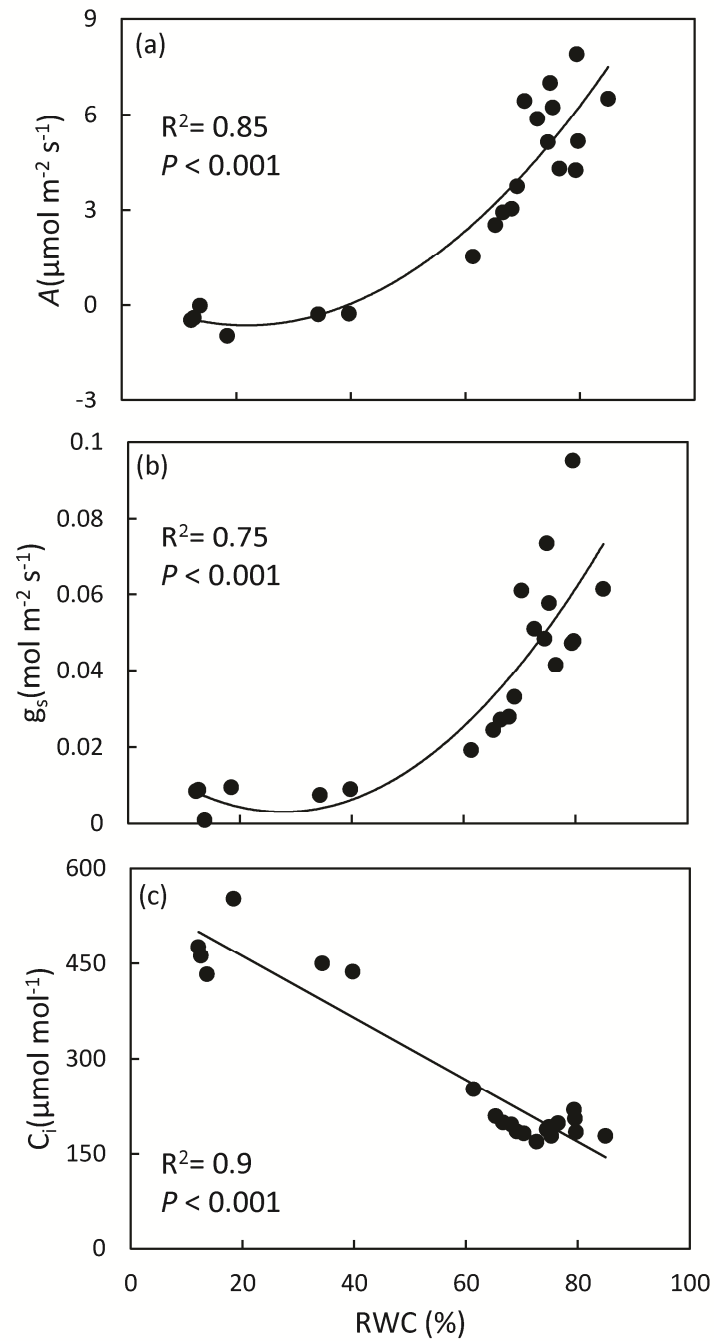 (a)
9
6
3
0
-3
A(µmol m⁻² s⁻¹)
R²= 0.85
P < 0.001
(b)
0.1
0.08
0.06
0.04
0.02
0
gₛ(mol m⁻² s⁻¹)
R²= 0.75
P < 0.001
(c)
600
450
300
150
0
Cᵢ(µmol mol⁻¹)
R²= 0.9
P < 0.001
0 20 40 60 80 100
RWC (%)